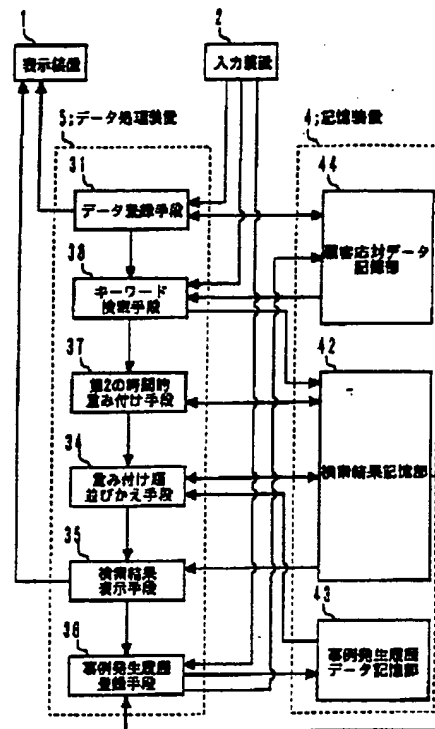 1
表示装置
2
入力装置
5;データ処理装置
4;記憶装置
31
データ登録手段
44
顧客応対データ
記憶部
38
キーワード
検索手段
37
第2の時間的
重み付け手段
42
検索結果記憶部
34
重み付け順
並びかえ手段
35
検索結果
表示手段
43
事例発生履歴
データ記憶部
36
事例発生履歴
登録手段